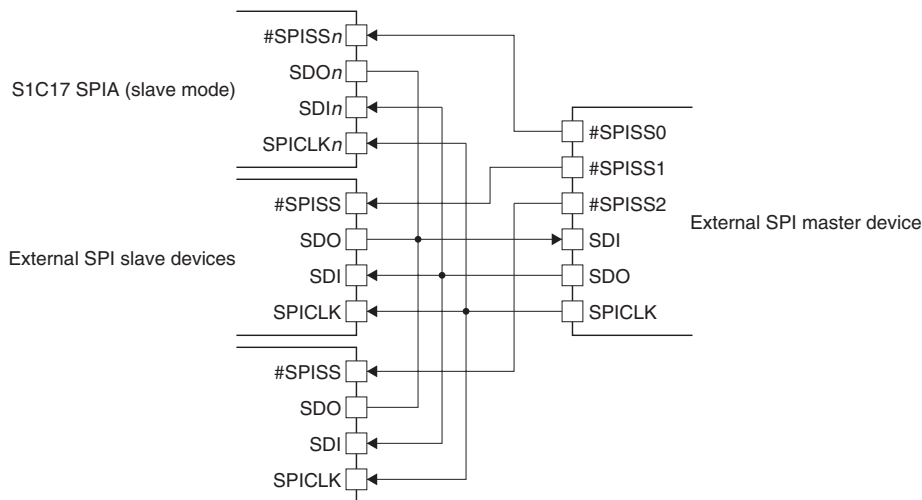 #SPISSn
SDOn
S1C17 SPIA (slave mode)
SDIn
SPICLKn
#SPISS
SDO
External SPI slave devices
SDI
SPICLK
#SPISS
SDO
SDI
SPICLK
#SPISS0
#SPISS1
#SPISS2
External SPI master device
SDI
SDO
SPICLK